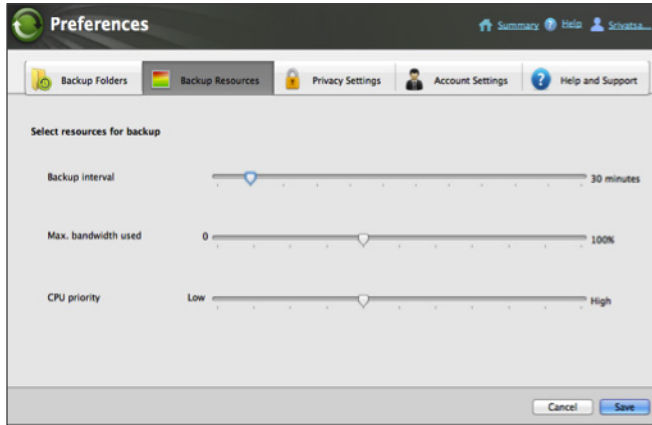 Preferences
Summary Help Srivatsa...
Backup Folders Backup Resources Privacy Settings Account Settings Help and Support
Select resources for backup
Backup interval 30 minutes
Max. bandwidth used 0 100%
CPU priority Low High
Cancel Save